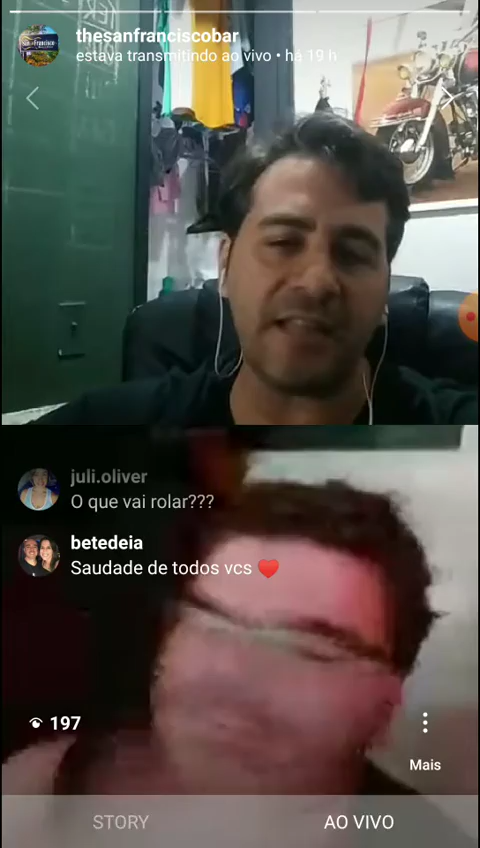 thesanfranciscobar
estava transmitindo ao vivo • há 19 h
juli.oliver
O que vai rolar???
betedeia
Saudade de todos vcs ❤️
197
Mais
STORY
AO VIVO